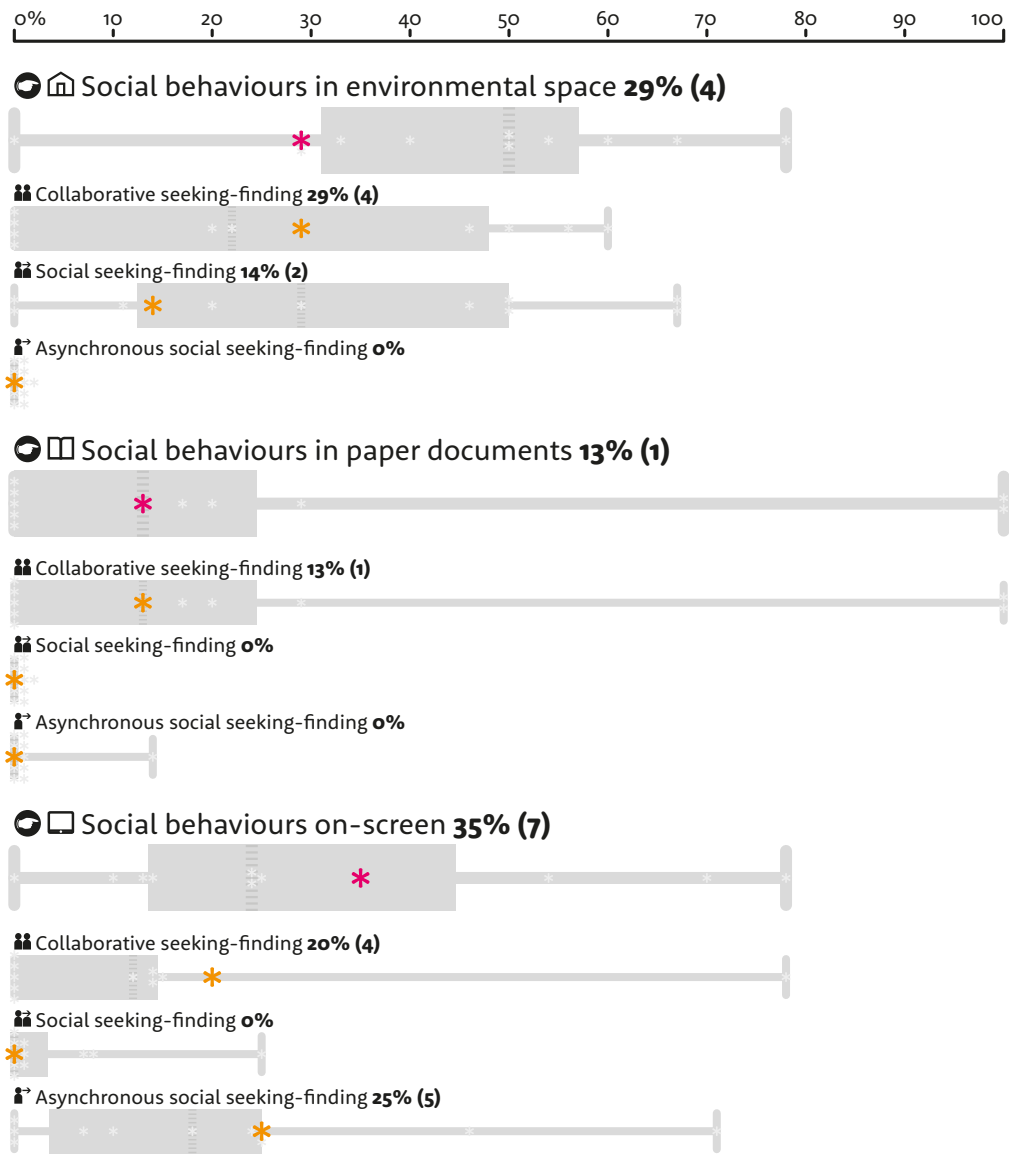 0% 10 20 30 40 50 60 70 80 90 100
Social behaviours in environmental space 29% (4)
Collaborative seeking-finding 29% (4)
Social seeking-finding 14% (2)
Asynchronous social seeking-finding 0%
Social behaviours in paper documents 13% (1)
Collaborative seeking-finding 13% (1)
Social seeking-finding 0%
Asynchronous social seeking-finding 0%
Social behaviours on-screen 35% (7)
Collaborative seeking-finding 20% (4)
Social seeking-finding 0%
Asynchronous social seeking-finding 25% (5)